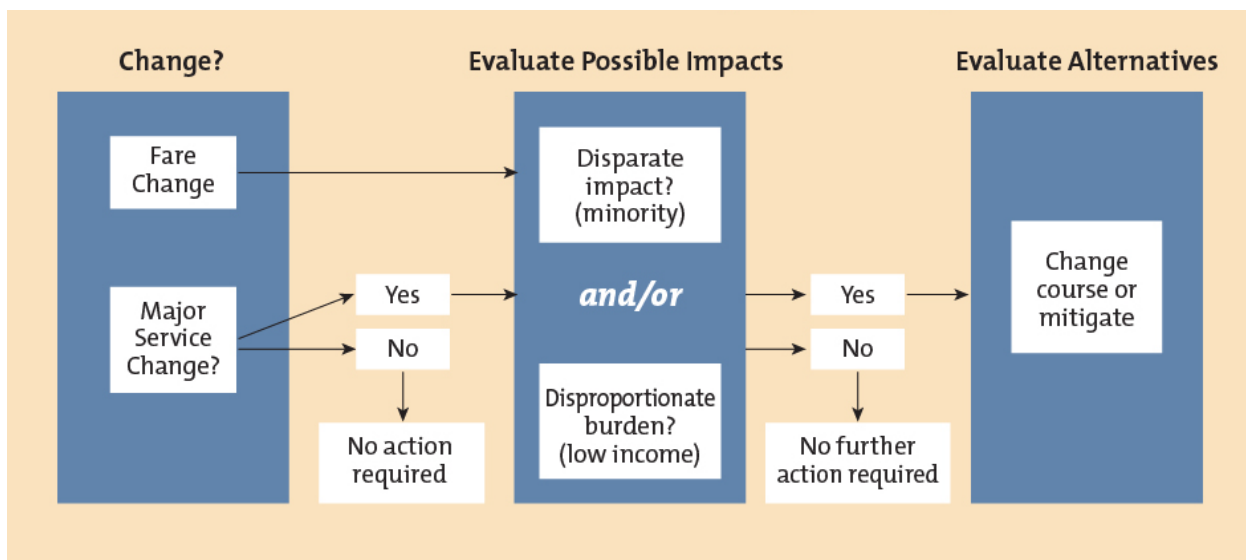 Change?
Fare
Change
Major
Service
Change?
Yes
No
No action
required
Evaluate Possible Impacts
Disparate
impact?
(minority)
and/or
Disproportionate
burden?
(low income)
Yes
No
No further
action required
Evaluate Alternatives
Change
course or
mitigate